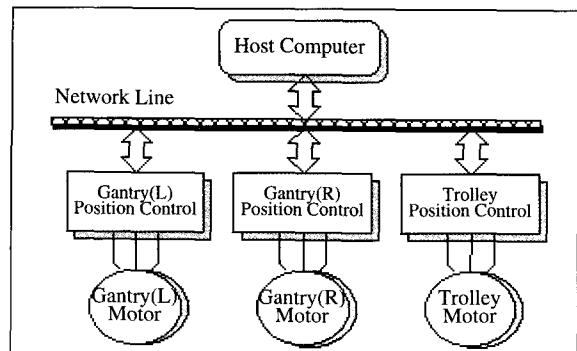 Host Computer
Network Line
Gantry(L)
Position Control
Gantry(R)
Position Control
Trolley
Position Control
Gantry(L)
Motor
Gantry(R)
Motor
Trolley
Motor